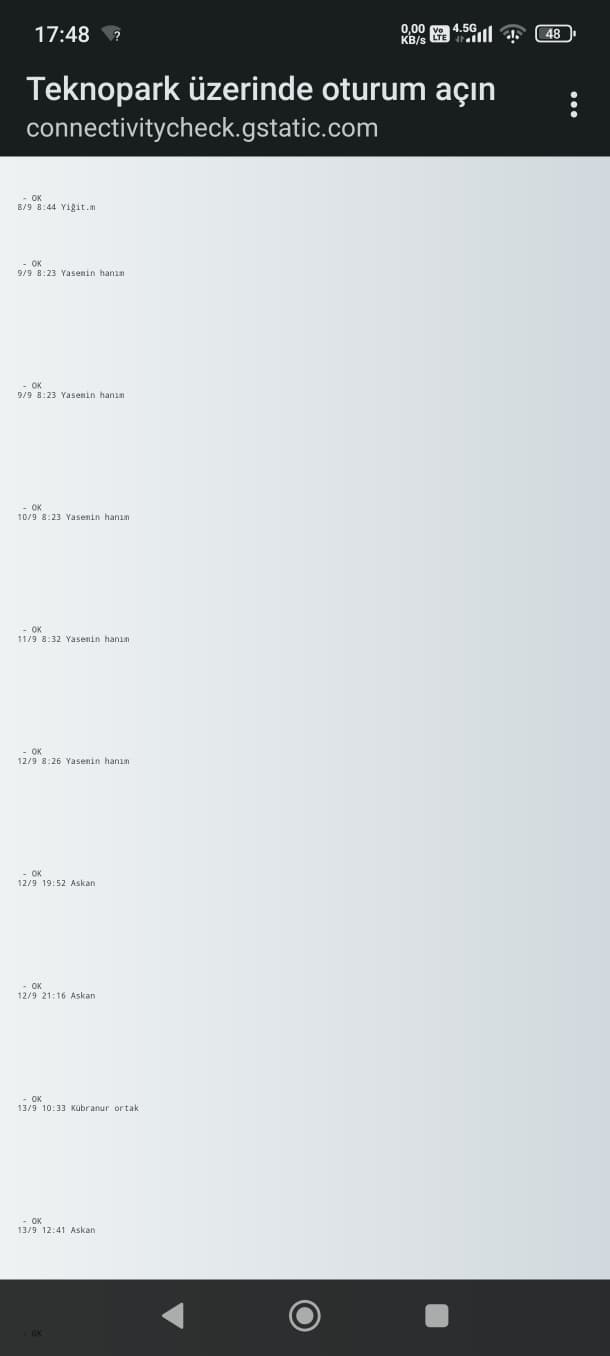 17:48
?
0,00 KB/s Vo LTE 4.5G 48
Teknopark üzerinde oturum açın
connectivitycheck.gstatic.com
- OK
8/9 8:44 Yiğit.m
- OK
9/9 8:23 Yasemin hanım
- OK
9/9 8:23 Yasemin hanım
- OK
10/9 8:23 Yasemin hanım
- OK
11/9 8:32 Yasemin hanım
- OK
12/9 8:26 Yasemin hanım
- OK
12/9 19:52 Askan
- OK
12/9 21:16 Askan
- OK
13/9 10:33 Kübranur ortak
- OK
13/9 12:41 Askan
- OK